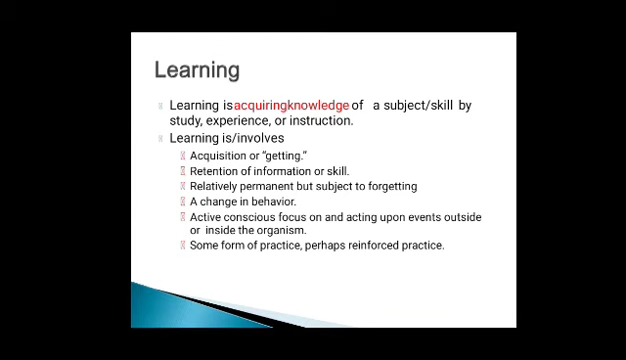 Learning
Learning is acquiringknowledge of a subject/skill by
study, experience, or instruction.
Learning is/involves
Acquisition or “getting.”
Retention of information or skill.
Relatively permanent but subject to forgetting
A change in behavior.
Active conscious focus on and acting upon events outside
or inside the organism.
Some form of practice, perhaps reinforced practice.